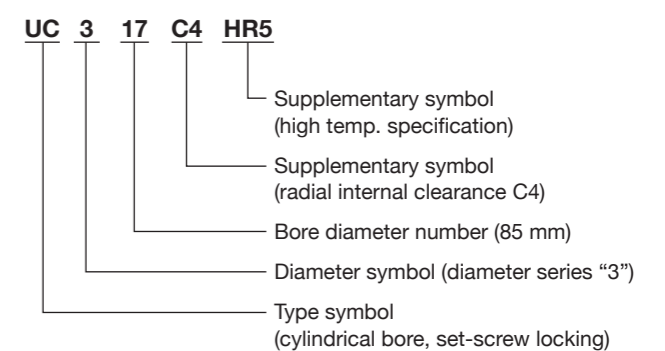 UC 3 17 C4 HR5
Supplementary symbol
(high temp. specification)
Supplementary symbol
(radial internal clearance C4)
Bore diameter number (85 mm)
Diameter symbol (diameter series “3”)
Type symbol
(cylindrical bore, set-screw locking)